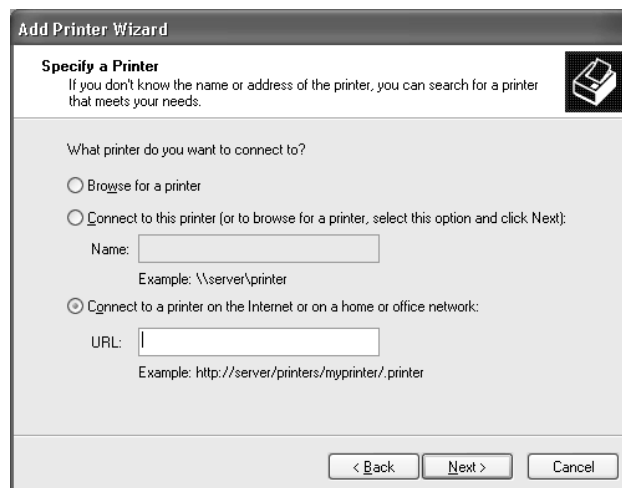 Add Printer Wizard
Specify a Printer
If you don't know the name or address of the printer, you can search for a printer
that meets your needs.
What printer do you want to connect to?
Browse for a printer
Connect to this printer (or to browse for a printer, select this option and click Next):
Name:
Example: \\server\printer
Connect to a printer on the Internet or on a home or office network:
URL:
Example: http://server/printers/myprinter/.printer
< Back Next > Cancel